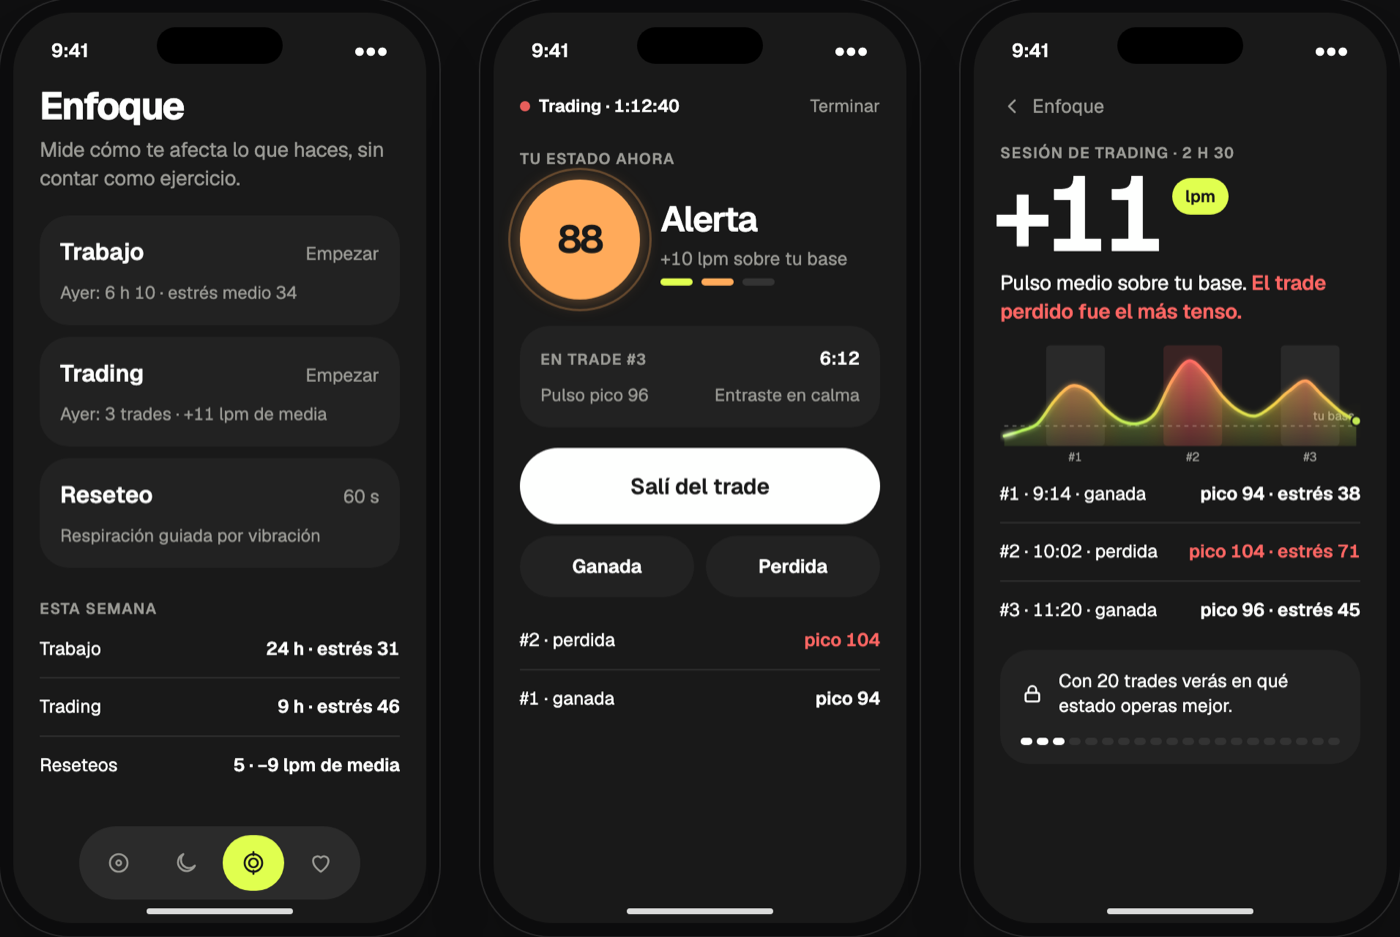 9:41
Enfoque
Mide cómo te afecta lo que haces, sin
contar como ejercicio.
Trabajo
Empezar
Ayer: 6 h 10 · estrés medio 34
Trading
Empezar
Ayer: 3 trades · +11 lpm de media
Reseteo
60 s
Respiración guiada por vibración
ESTA SEMANA
Trabajo
24 h · estrés 31
Trading
9 h · estrés 46
Reseteos
5 · −9 lpm de media
9:41
Trading · 1:12:40
Terminar
TU ESTADO AHORA
88
Alerta
+10 lpm sobre tu base
EN TRADE #3
6:12
Pulso pico 96
Entraste en calma
Salí del trade
Ganada
Perdida
#2 · perdida
pico 104
#1 · ganada
pico 94
9:41
Enfoque
SESIÓN DE TRADING · 2 H 30
+11
lpm
Pulso medio sobre tu base. El trade
perdido fue el más tenso.
tu base
#1
#2
#3
#1 · 9:14 · ganada
pico 94 · estrés 38
#2 · 10:02 · perdida
pico 104 · estrés 71
#3 · 11:20 · ganada
pico 96 · estrés 45
Con 20 trades verás en qué
estado operas mejor.